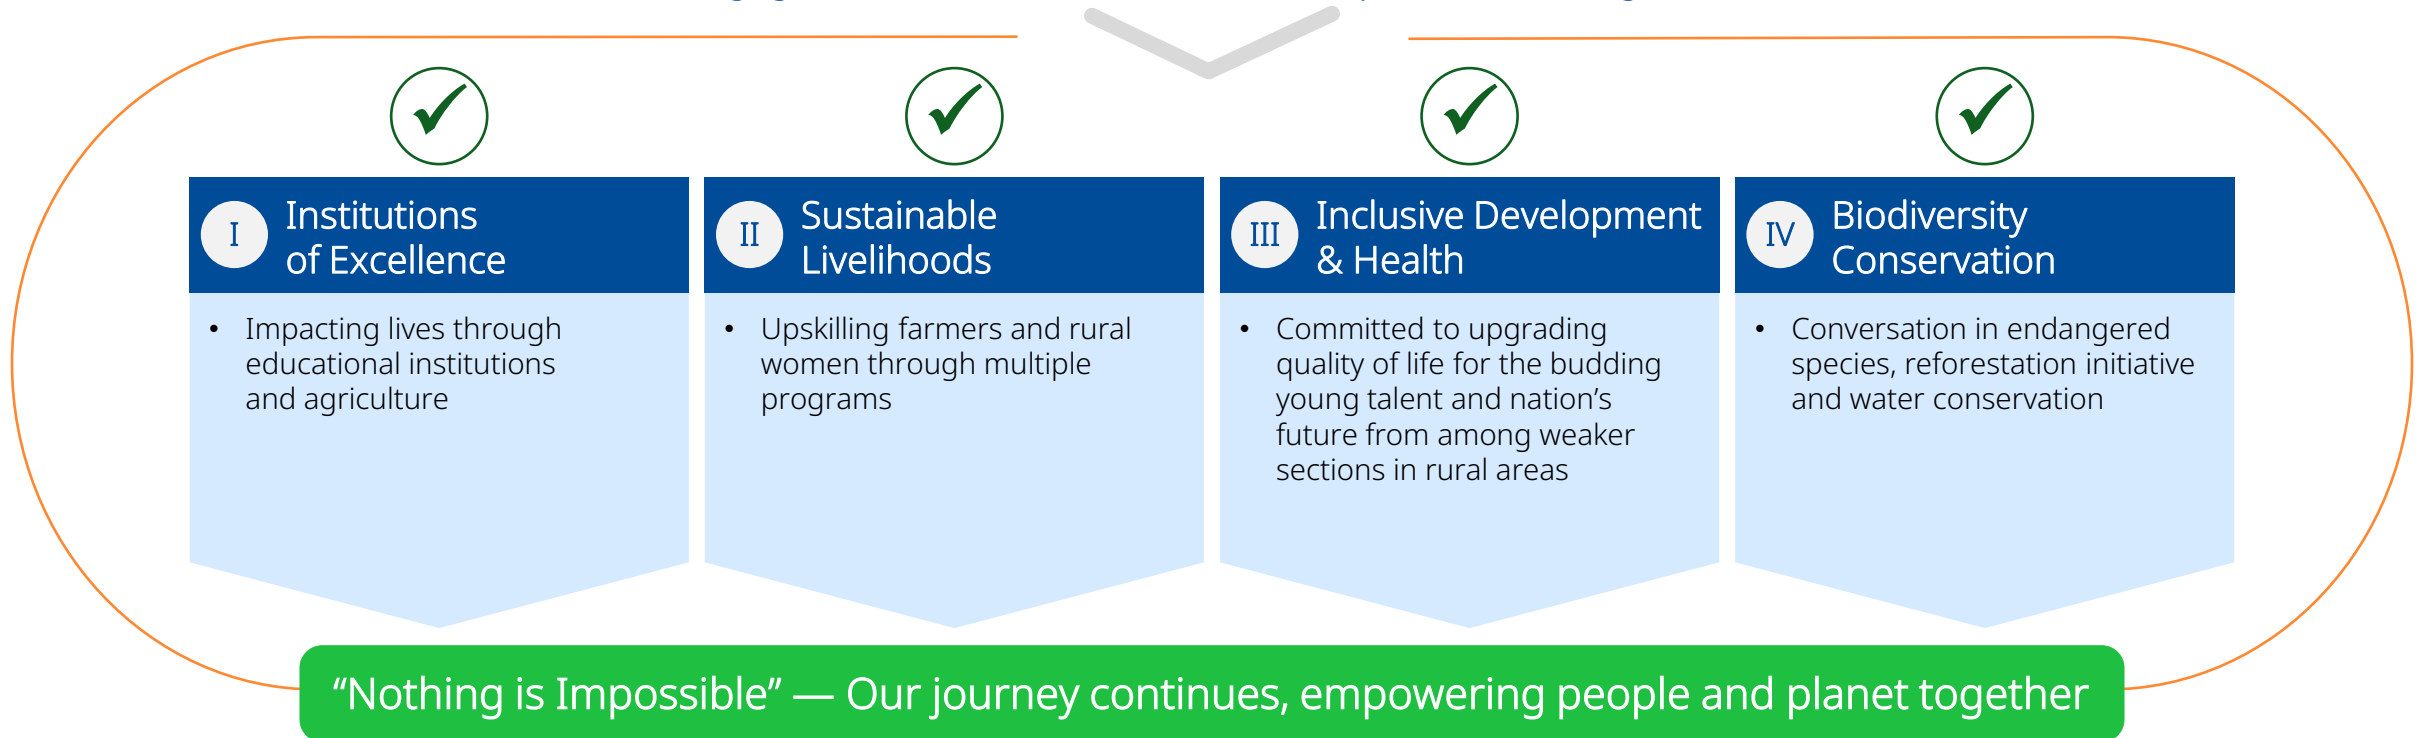 I
Institutions
of Excellence
• Impacting lives through
educational institutions
and agriculture
II
Sustainable
Livelihoods
• Upskilling farmers and rural
women through multiple
programs
III
Inclusive Development
& Health
• Committed to upgrading
quality of life for the budding
young talent and nation’s
future from among weaker
sections in rural areas
IV
Biodiversity
Conservation
• Conversation in endangered
species, reforestation initiative
and water conservation
“Nothing is Impossible” — Our journey continues, empowering people and planet together